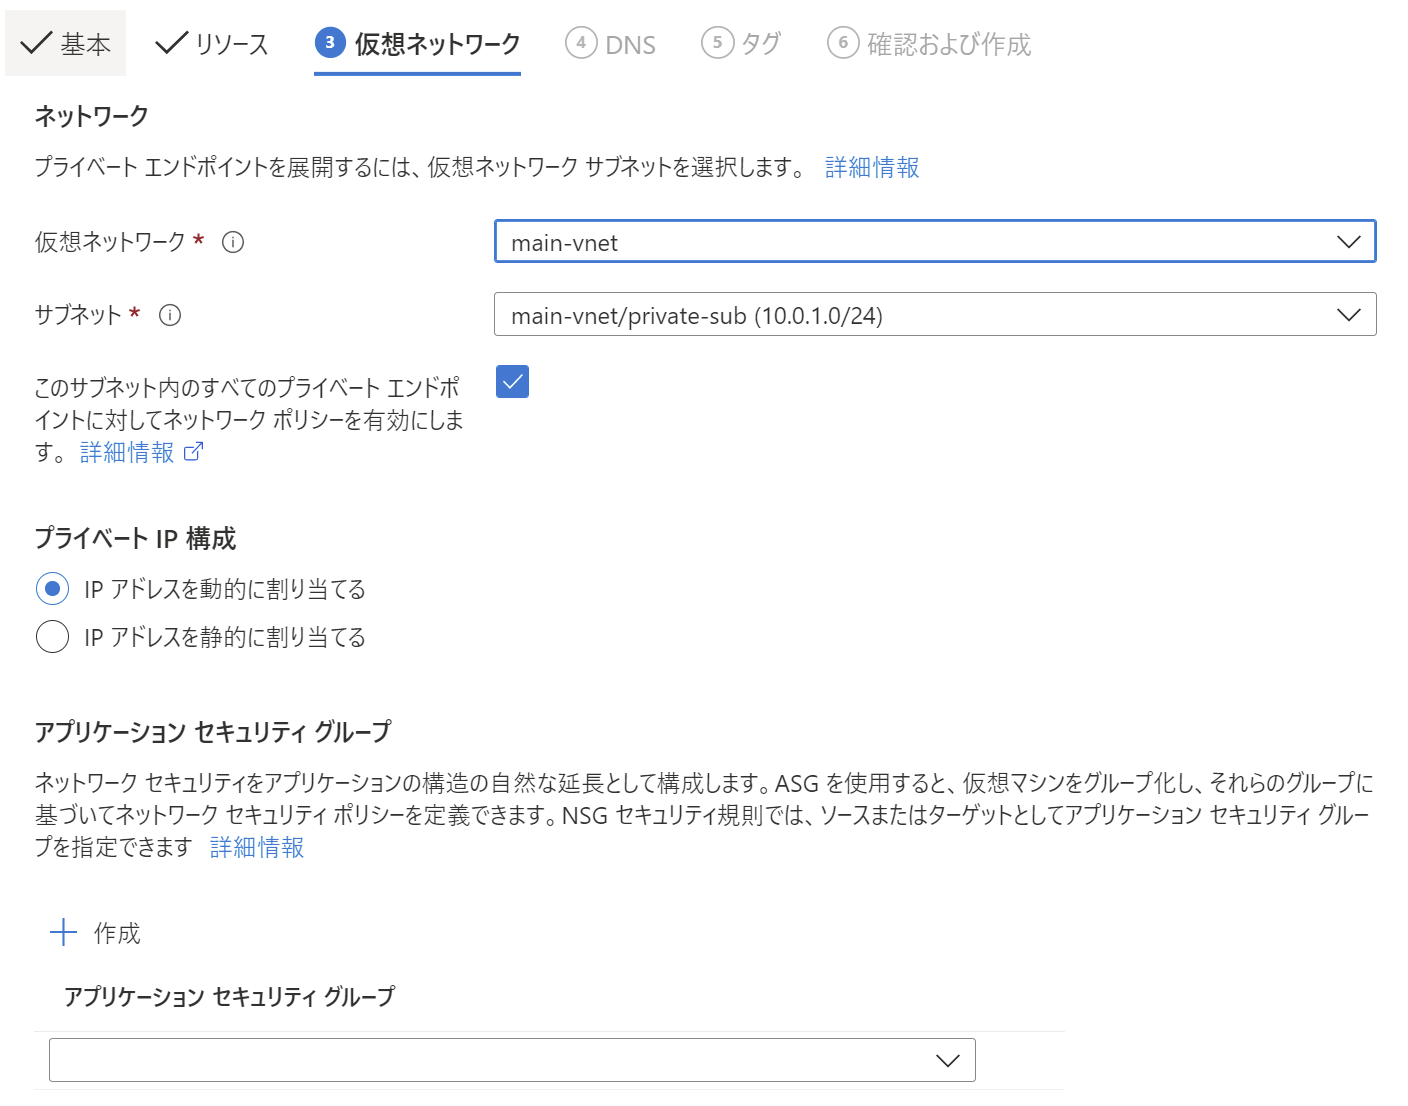 基本 リソース 3 仮想ネットワーク 4 DNS 5 タグ 6 確認および作成
ネットワーク
プライベート エンドポイントを展開するには、仮想ネットワーク サブネットを選択します。 詳細情報
仮想ネットワーク * main-vnet
サブネット * main-vnet/private-sub (10.0.1.0/24)
このサブネット内のすべてのプライベート エンドポ
イントに対してネットワーク ポリシーを有効にしま
す。 詳細情報
プライベート IP 構成
IP アドレスを動的に割り当てる
IP アドレスを静的に割り当てる
アプリケーション セキュリティ グループ
ネットワーク セキュリティをアプリケーションの構造の自然な延長として構成します。ASG を使用すると、仮想マシンをグループ化し、それらのグループに
基づいてネットワーク セキュリティ ポリシーを定義できます。NSG セキュリティ規則では、ソースまたはターゲットとしてアプリケーション セキュリティ グルー
プを指定できます 詳細情報
作成
アプリケーション セキュリティ グループ